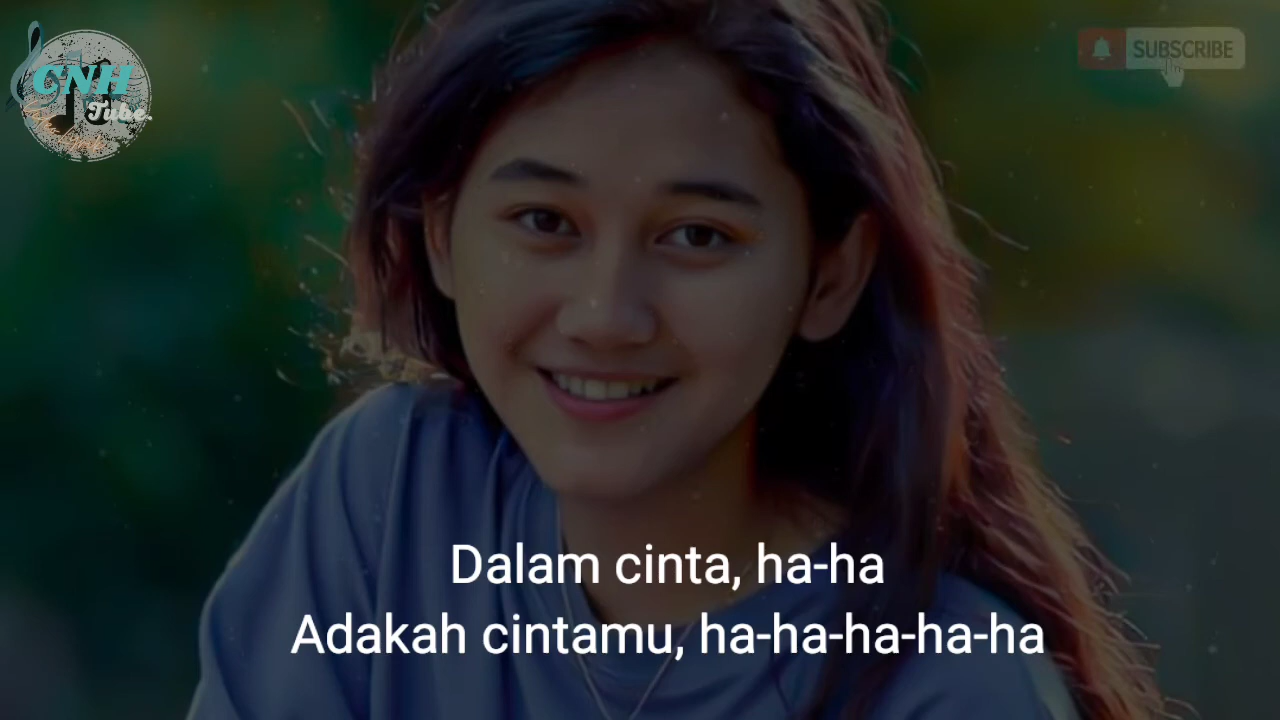 CNH
Tube.
SUBSCRIBE
Dalam cinta, ha-ha
Adakah cintamu, ha-ha-ha-ha-ha